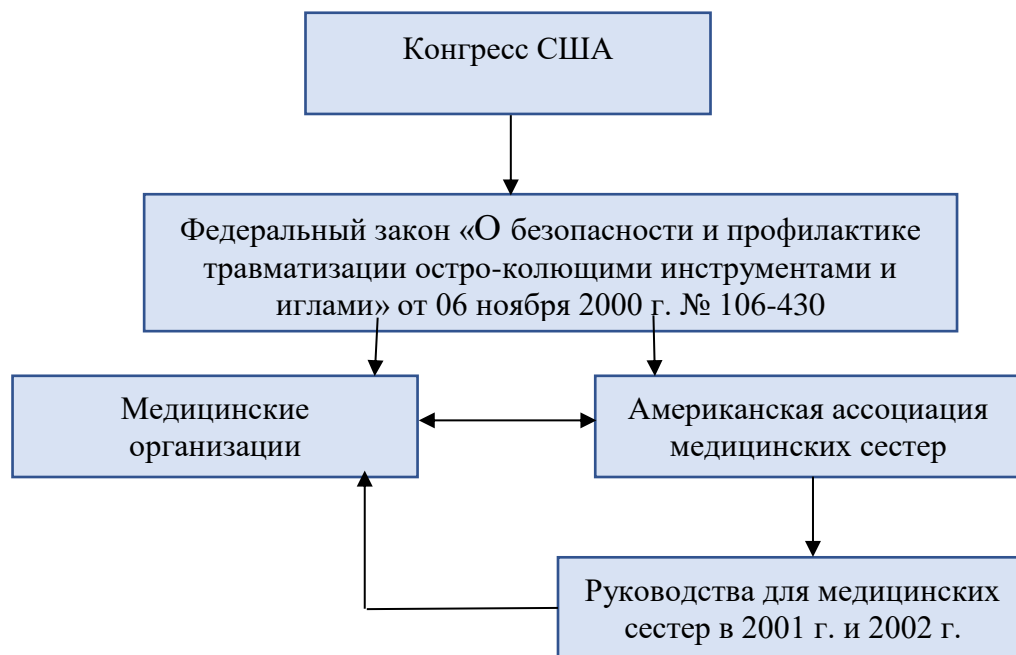 Конгресс США
Федеральный закон «О безопасности и профилактике
травматизации остро-колющими инструментами и
иглами» от 06 ноября 2000 г. № 106-430
Медицинские
организации
Американская ассоциация
медицинских сестер
Руководства для медицинских
сестер в 2001 г. и 2002 г.